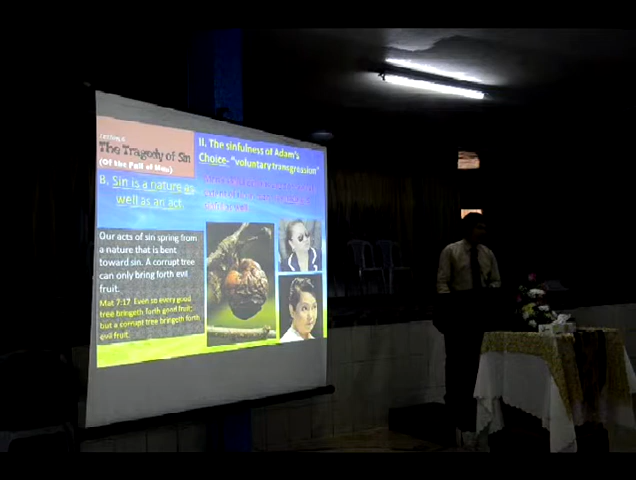 The Tragedy of Sin
(Of the Fall of Man)
B. Sin is a nature as
well as an act.
Our acts of sin spring from
a nature that is bent
toward sin. A corrupt tree
can only bring forth evil
fruit.
Mat 7:17 Even so every good
tree bringeth forth good fruit;
but a corrupt tree bringeth forth
evil fruit.
II. The sinfulness of Adam's
Choice- "voluntary transgression"